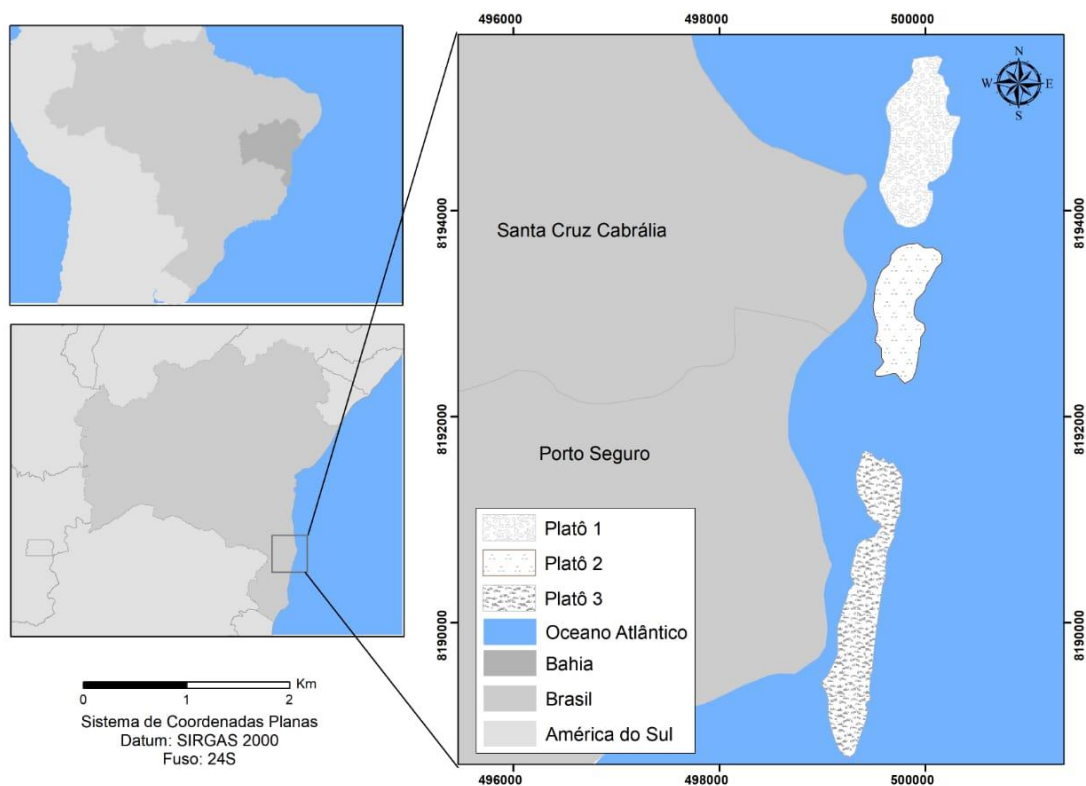 496000
498000
500000
N
W
E
S
8194000
8194000
Santa Cruz Cabrália
8192000
8192000
Porto Seguro
Platô 1
Platô 2
Platô 3
Oceano Atlântico
Bahia
Brasil
América do Sul
8190000
8190000
Km
0
1
2
Sistema de Coordenadas Planas
Datum: SIRGAS 2000
Fuso: 24S
496000
498000
500000